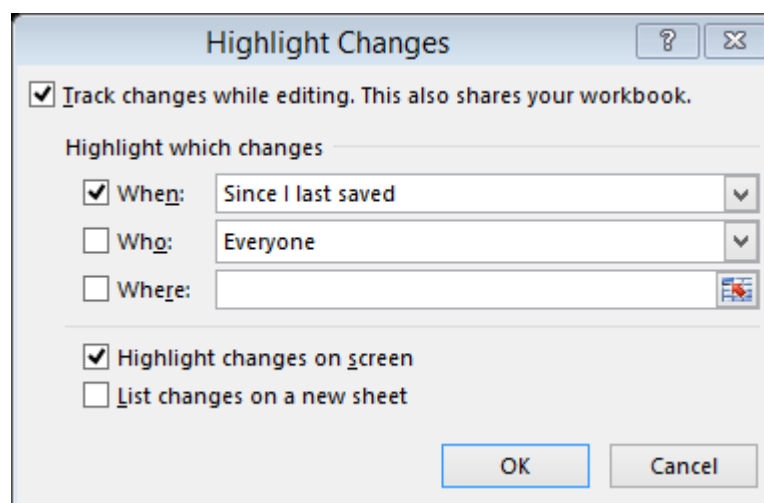 Highlight Changes
Track changes while editing. This also shares your workbook.
Highlight which changes
When: Since I last saved
Who: Everyone
Where:
Highlight changes on screen
List changes on a new sheet
OK Cancel